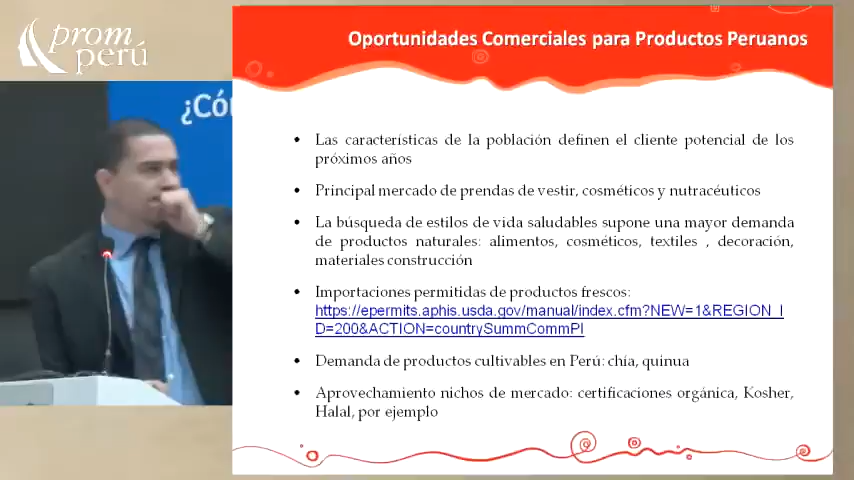 prom
perú
¿Có
Oportunidades Comerciales para Productos Peruanos
• Las características de la población definen el cliente potencial de los
próximos años
• Principal mercado de prendas de vestir, cosméticos y nutracéuticos
• La búsqueda de estilos de vida saludables supone una mayor demanda
de productos naturales: alimentos, cosméticos, textiles , decoración,
materiales construcción
• Importaciones permitidas de productos frescos:
https://epermits.aphis.usda.gov/manual/index.cfm?NEW=1&REGION_I
D=200&ACTION=countrySummCommPI
• Demanda de productos cultivables en Perú: chía, quinua
• Aprovechamiento nichos de mercado: certificaciones orgánica, Kosher,
Halal, por ejemplo